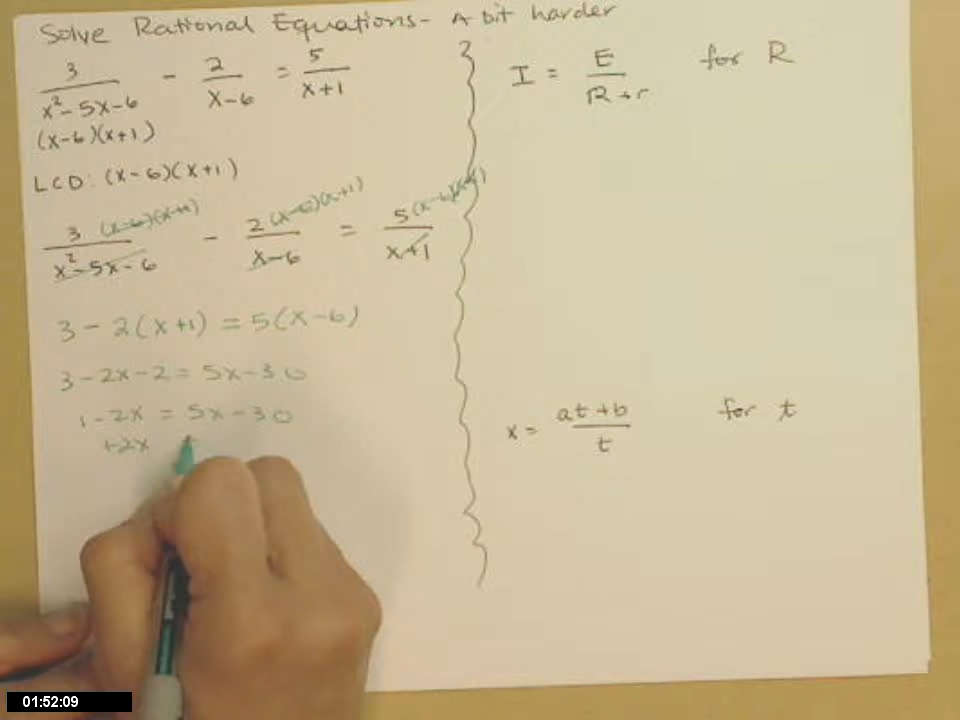 Solve Rational Equations - A bit harder
3/(x²-5x-6) - 2/(x-6) = 5/(x+1)
(x-6)(x+1)
LCD: (x-6)(x+1)
3(x-6)(x+1)/(x²-5x-6) - 2(x-6)(x+1)/(x-6) = 5(x-6)(x+1)/(x+1)
3 - 2(x+1) = 5(x-6)
3 - 2x - 2 = 5x - 30
1 - 2x = 5x - 30
+2x +
I = E/(R+r) for R
x = (at+b)/t for t
01:52:09